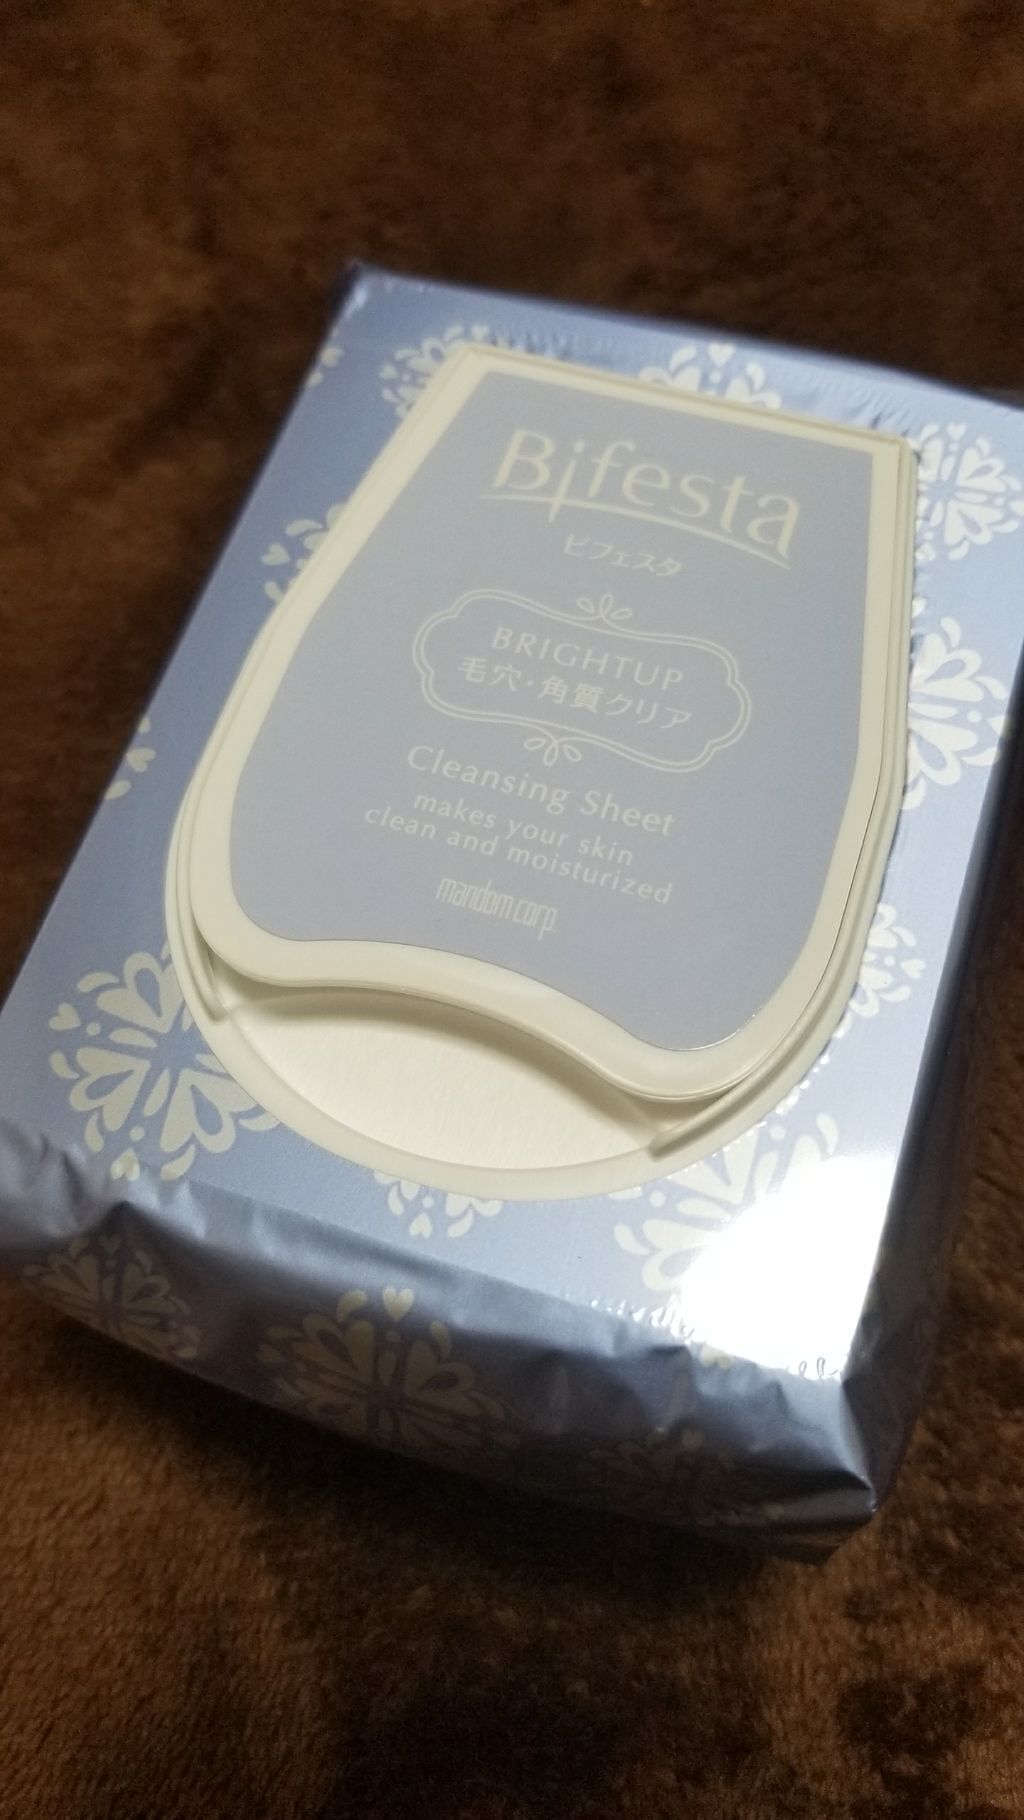 Bifesta
ビフェスタ
BRIGHTUP
毛穴・角質クリア
Cleansing Sheet
makes your skin
clean and moisturized
mandom corp.